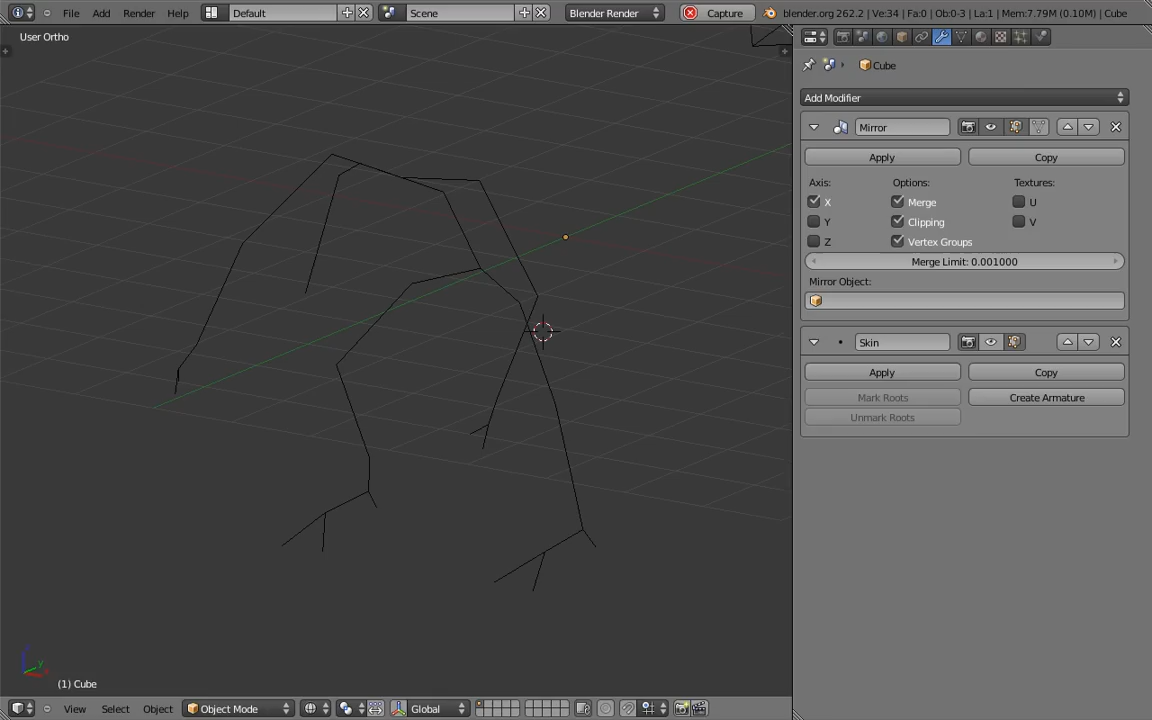 File Add Render Help Default Scene Blender Render Capture blender.org 262.2 | Ve:34 | Fa:0 | Ob:0-3 | La:1 | Mem:7.79M (0.10M) | Cube
User Ortho
Cube
Add Modifier
Mirror
Apply Copy
Axis: Options: Textures:
X Merge U
Y Clipping V
Z Vertex Groups
Merge Limit: 0.001000
Mirror Object:
Skin
Apply Copy
Mark Roots Create Armature
Unmark Roots
z
y
x
(1) Cube
View Select Object Object Mode Global